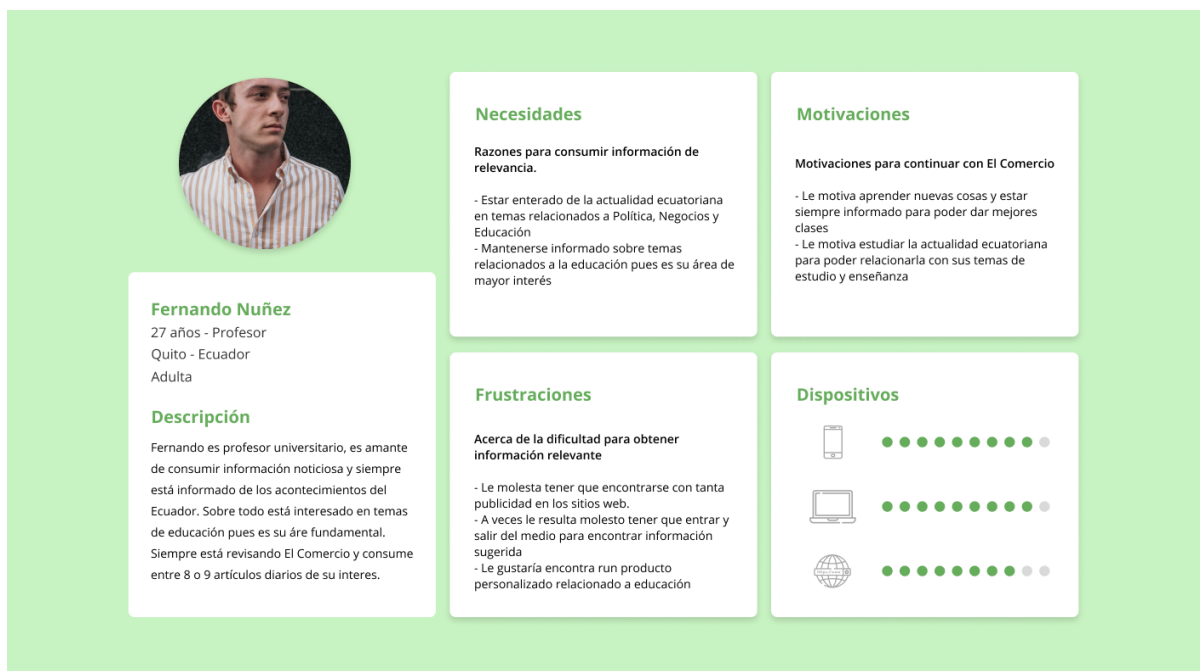 Fernando Nuñez
27 años - Profesor
Quito - Ecuador
Adulta
Descripción
Fernando es profesor universitario, es amante
de consumir información noticiosa y siempre
está informado de los acontecimientos del
Ecuador. Sobre todo está interesado en temas
de educación pues es su áre fundamental.
Siempre está revisando El Comercio y consume
entre 8 o 9 artículos diarios de su interes.
Necesidades
Razones para consumir información de
relevancia.
- Estar enterado de la actualidad ecuatoriana
en temas relacionados a Política, Negocios y
Educación
- Mantenerse informado sobre temas
relacionados a la educación pues es su área de
mayor interés
Motivaciones
Motivaciones para continuar con El Comercio
- Le motiva aprender nuevas cosas y estar
siempre informado para poder dar mejores
clases
- Le motiva estudiar la actualidad ecuatoriana
para poder relacionarla con sus temas de
estudio y enseñanza
Frustraciones
Acerca de la dificultad para obtener
información relevante
- Le molesta tener que encontrarse con tanta
publicidad en los sitios web.
- A veces le resulta molesto tener que entrar y
salir del medio para encontrar información
sugerida
- Le gustaría encontra run producto
personalizado relacionado a educación
Dispositivos